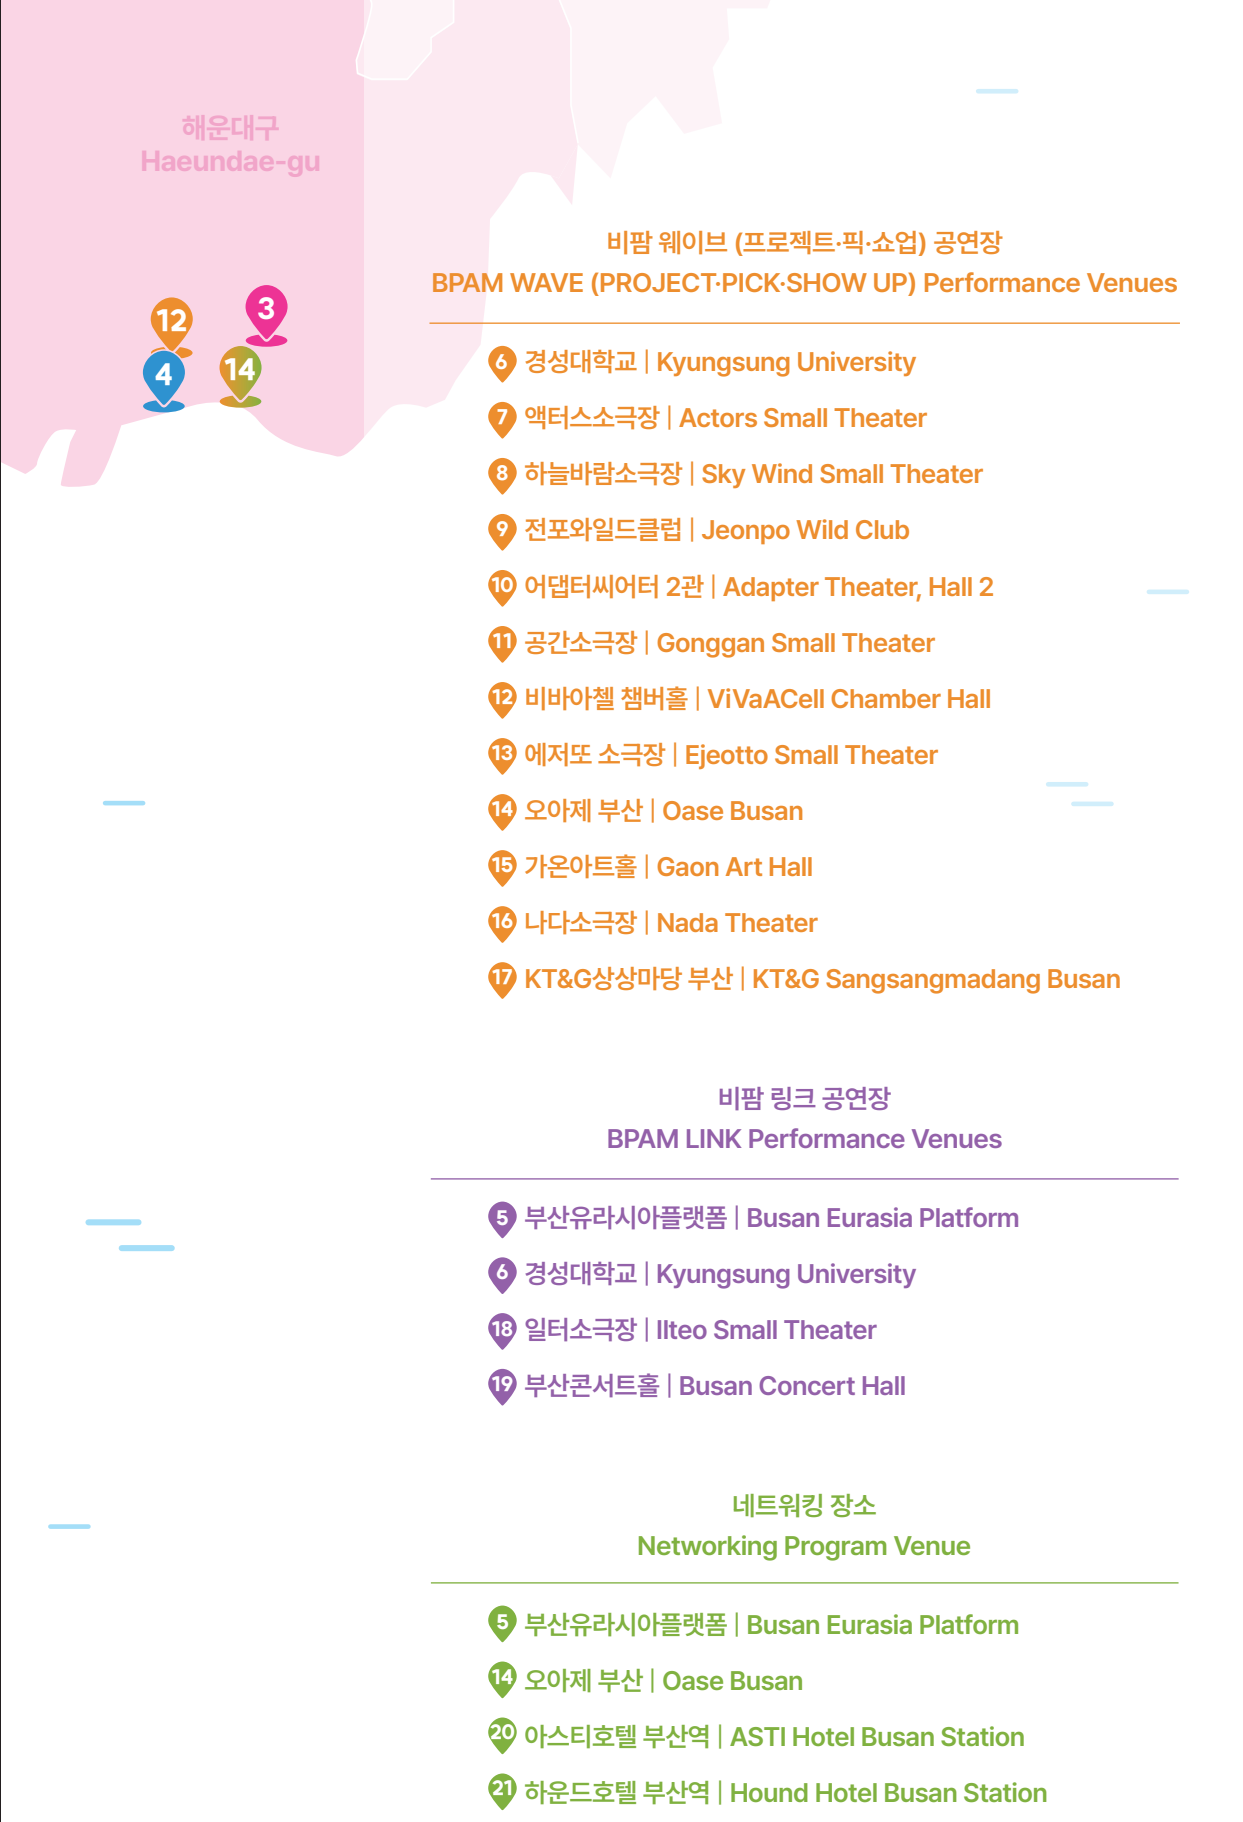 해운대구
Haeundae-gu
12
3
4
14
비팜 웨이브 (프로젝트·픽·쇼업) 공연장
BPAM WAVE (PROJECT·PICK·SHOW UP) Performance Venues
6 경성대학교 | Kyungsung University
7 액터스소극장 | Actors Small Theater
8 하늘바람소극장 | Sky Wind Small Theater
9 전포와일드클럽 | Jeonpo Wild Club
10 어댑터씨어터 2관 | Adapter Theater, Hall 2
11 공간소극장 | Gonggan Small Theater
12 비바아첼 챔버홀 | ViVaACell Chamber Hall
13 에저또 소극장 | Ejeotto Small Theater
14 오아제 부산 | Oase Busan
15 가온아트홀 | Gaon Art Hall
16 나다소극장 | Nada Theater
17 KT&G상상마당 부산 | KT&G Sangsangmadang Busan
비팜 링크 공연장
BPAM LINK Performance Venues
5 부산유라시아플랫폼 | Busan Eurasia Platform
6 경성대학교 | Kyungsung University
18 일터소극장 | Ilteo Small Theater
19 부산콘서트홀 | Busan Concert Hall
네트워킹 장소
Networking Program Venue
5 부산유라시아플랫폼 | Busan Eurasia Platform
14 오아제 부산 | Oase Busan
20 아스티호텔 부산역 | ASTI Hotel Busan Station
21 하운드호텔 부산역 | Hound Hotel Busan Station